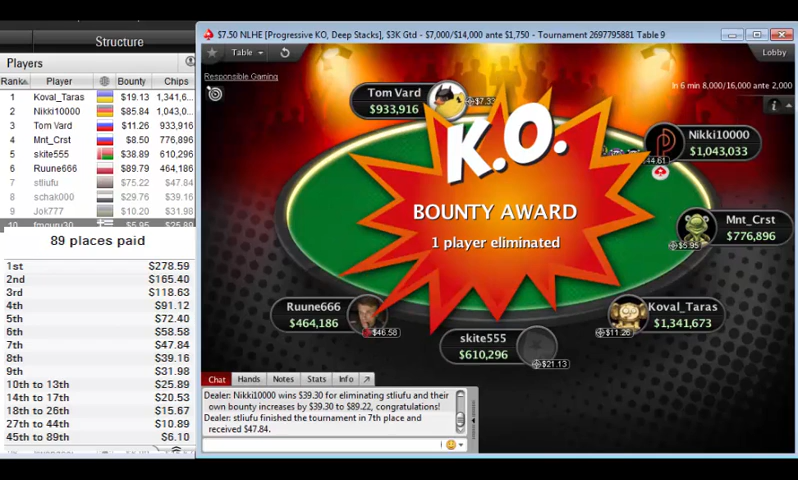 $7.50 NLHE [Progressive KO, Deep Stacks], $3K Gtd - $7,000/$14,000 ante $1,750 - Tournament 2697795881 Table 9
Structure
Table
Lobby
Players
Responsible Gaming
In 6 min 8,000/16,000 ante 2,000
Rank Player Bounty Chips
1 Koval_Taras $19.13 1,341,6...
2 Nikki10000 $85.84 1,043,0...
3 Tom Vard $11.26 933,916
4 Mnt_Crst $8.50 776,896
5 skite555 $38.89 610,296
6 Ruune666 $89.79 464,186
7 stliufu $75.22 $47.84
8 schak000 $29.76 $39.16
9 Jok777 $10.20 $31.98
10 $5.95 $25.89
89 places paid
1st $278.59
2nd $165.40
3rd $118.63
4th $91.12
5th $72.40
6th $58.58
7th $47.84
8th $39.16
9th $31.98
10th to 13th $25.89
14th to 17th $20.53
18th to 26th $15.67
27th to 44th $10.89
45th to 89th $6.10
Tom Vard
$933,916
$7.33
K.O.
BOUNTY AWARD
1 player eliminated
Nikki10000
$1,043,033
44.61
Mnt_Crst
$776,896
$5.95
Koval_Taras
$1,341,673
$11.26
Ruune666
$464,186
$46.58
skite555
$610,296
$21.13
Chat Hands Notes Stats Info
Dealer: Nikki10000 wins $39.30 for eliminating stliufu and their
own bounty increases by $39.30 to $89.22, congratulations!
Dealer: stliufu finished the tournament in 7th place and
received $47.84.